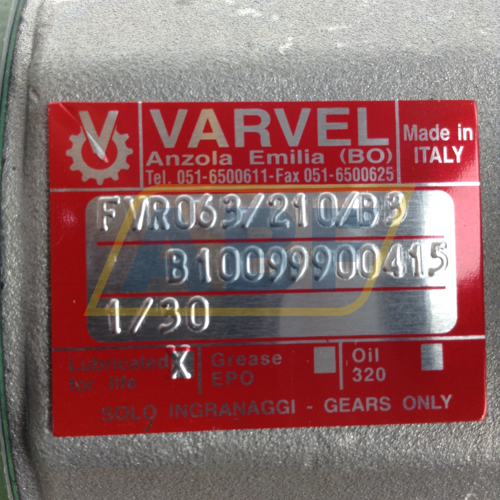 VARVEL
Anzola Emilia (BO)
Tel. 051-6500611-Fax 051-6500625
Made in
ITALY
FVR063/210/B3
B10099900415
1/30
Lubricated X
for life
Grease
EPO
Oil
320
SOLO INGRANAGGI - GEARS ONLY